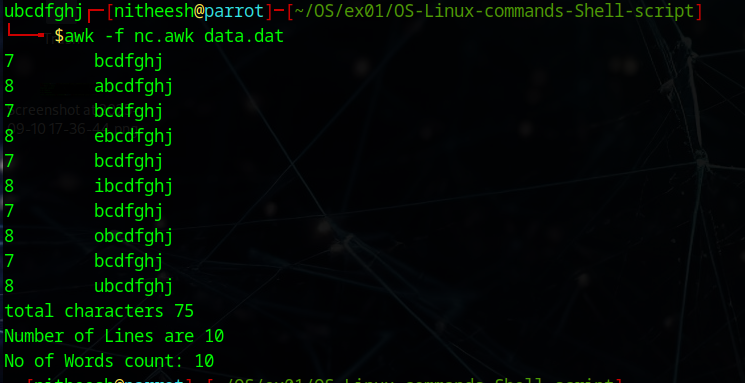 ubcdfghj┌─[nitheesh@parrot]─[~/OS/ex01/OS-Linux-commands-Shell-script]
└──╼ $awk -f nc.awk data.dat
7 bcdfghj
8 abcdfghj
7 bcdfghj
8 ebcdfghj
7 bcdfghj
8 ibcdfghj
7 bcdfghj
8 obcdfghj
7 bcdfghj
8 ubcdfghj
total characters 75
Number of Lines are 10
No of Words count: 10
[nitheesh@parrot]─[~/OS/ex01/OS-Linux-commands-Shell-script]